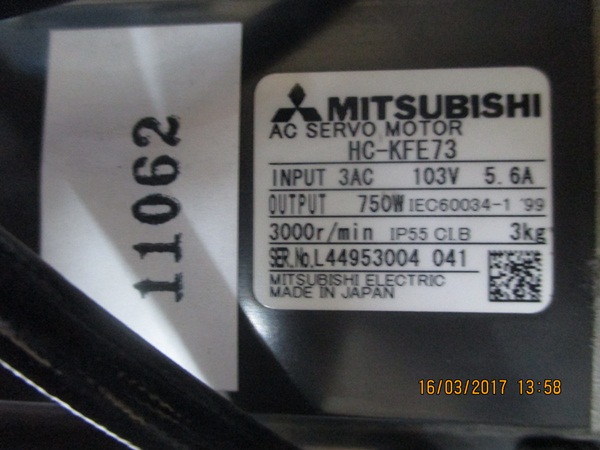 11062
MITSUBISHI
AC SERVO MOTOR
HC-KFE73
INPUT 3AC 103V 5.6A
OUTPUT 750W IEC60034-1 '99
3000r/min IP55 CI.B 3kg
SER.No.L44953004 041
MITSUBISHI ELECTRIC
MADE IN JAPAN
16/03/2017 13:58